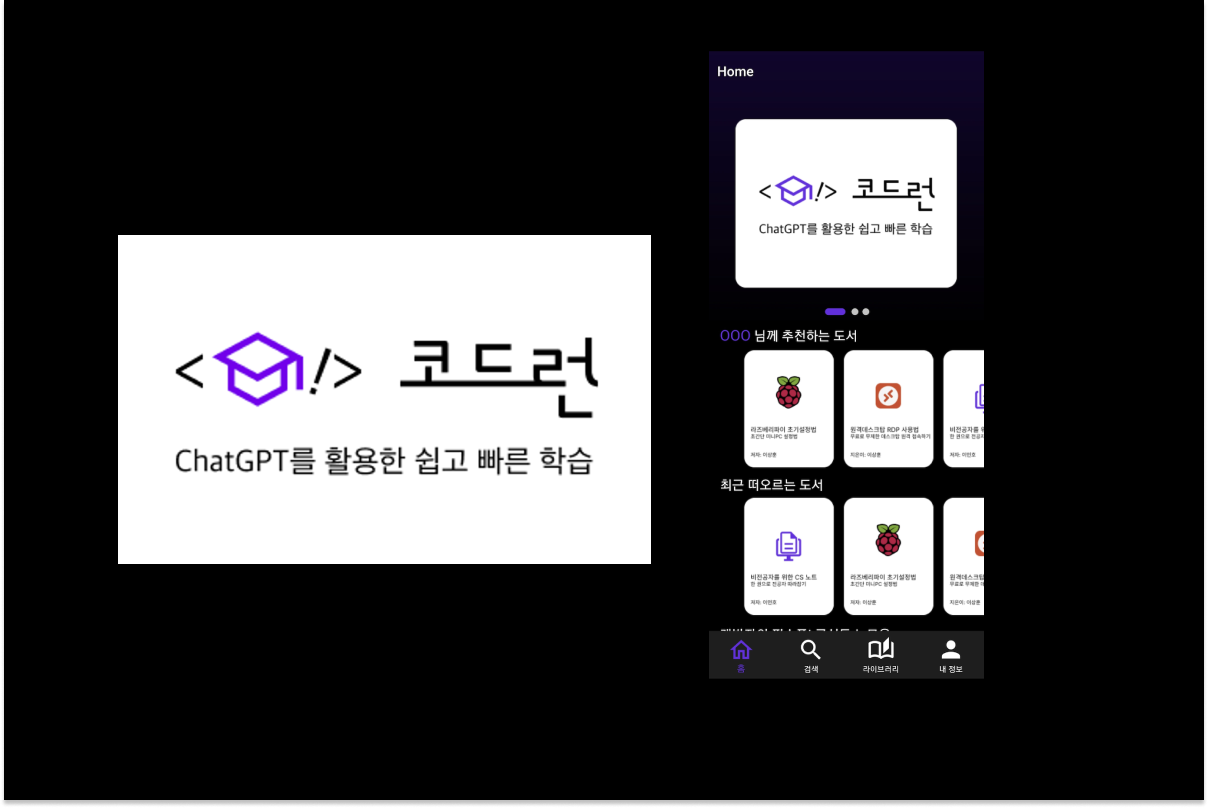 </> 코드런
ChatGPT를 활용한 쉽고 빠른 학습
Home
</> 코드런
ChatGPT를 활용한 쉽고 빠른 학습
OOO 님께 추천하는 도서
라즈베리파이 초기설정법
초간단 미니PC 설정법
저자: 이상훈
원격데스크탑 RDP 사용법
무료로 무제한 데스크탑 원격 접속하기
지은이: 이상훈
비전공자를 위
한 권으로 전공자
저자: 이민호
최근 떠오르는 도서
비전공자를 위한 CS 노트
한 권으로 전공자 따라잡기
저자: 이민호
라즈베리파이 초기설정법
초간단 미니PC 설정법
저자: 이상훈
원격데스크탑
무료로 무제한
지은이: 이상훈
홈
검색
라이브러리
내 정보